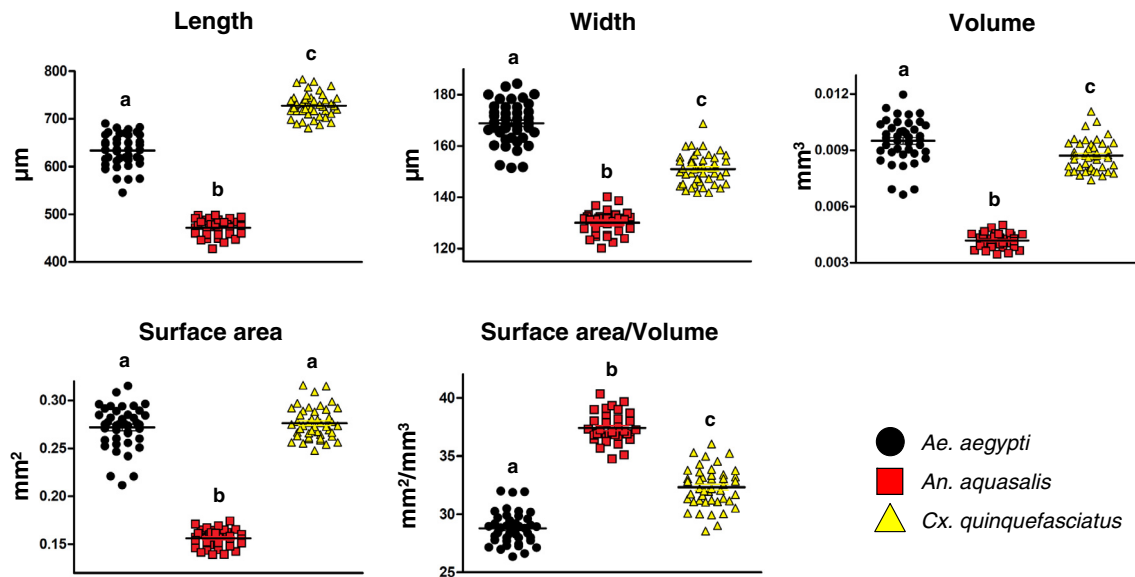 Length
Width
Volume
a
b
c
800
700
600
500
400
µm
a
b
c
180
160
140
120
µm
a
b
c
0.012
0.009
0.006
0.003
mm³
Surface area
Surface area/Volume
a
b
a
0.30
0.25
0.20
0.15
mm²
a
b
c
40
35
30
25
mm²/mm³
Ae. aegypti
An. aquasalis
Cx. quinquefasciatus